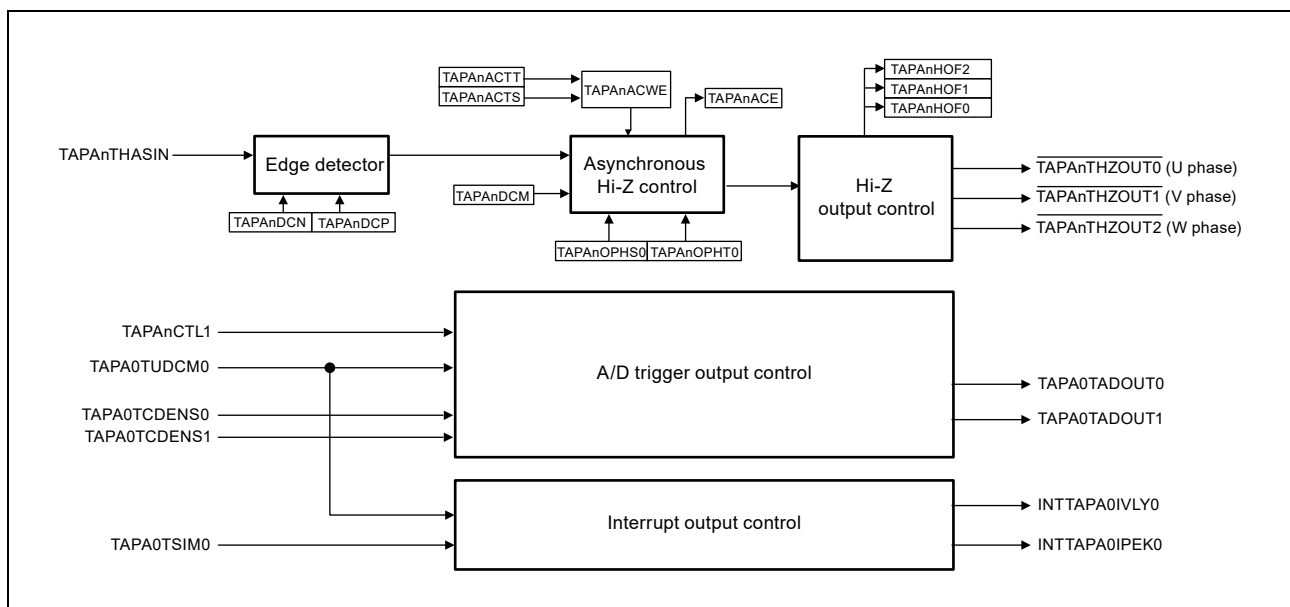 TAPAnACTT
TAPAnACTS
TAPAnACWE
TAPAnACE
TAPAnHOF2
TAPAnHOF1
TAPAnHOF0
TAPAnTHASIN
Edge detector
TAPAnDCN
TAPAnDCP
Asynchronous
Hi-Z control
TAPAnDCM
TAPAnOPHS0
TAPAnOPHT0
Hi-Z
output control
TAPAnTHZOUT0 (U phase)
TAPAnTHZOUT1 (V phase)
TAPAnTHZOUT2 (W phase)
TAPAnCTL1
TAPA0TUDCM0
TAPA0TCDENS0
TAPA0TCDENS1
A/D trigger output control
TAPA0TADOUT0
TAPA0TADOUT1
TAPA0TSIM0
Interrupt output control
INTTAPA0IVLY0
INTTAPA0IPEK0